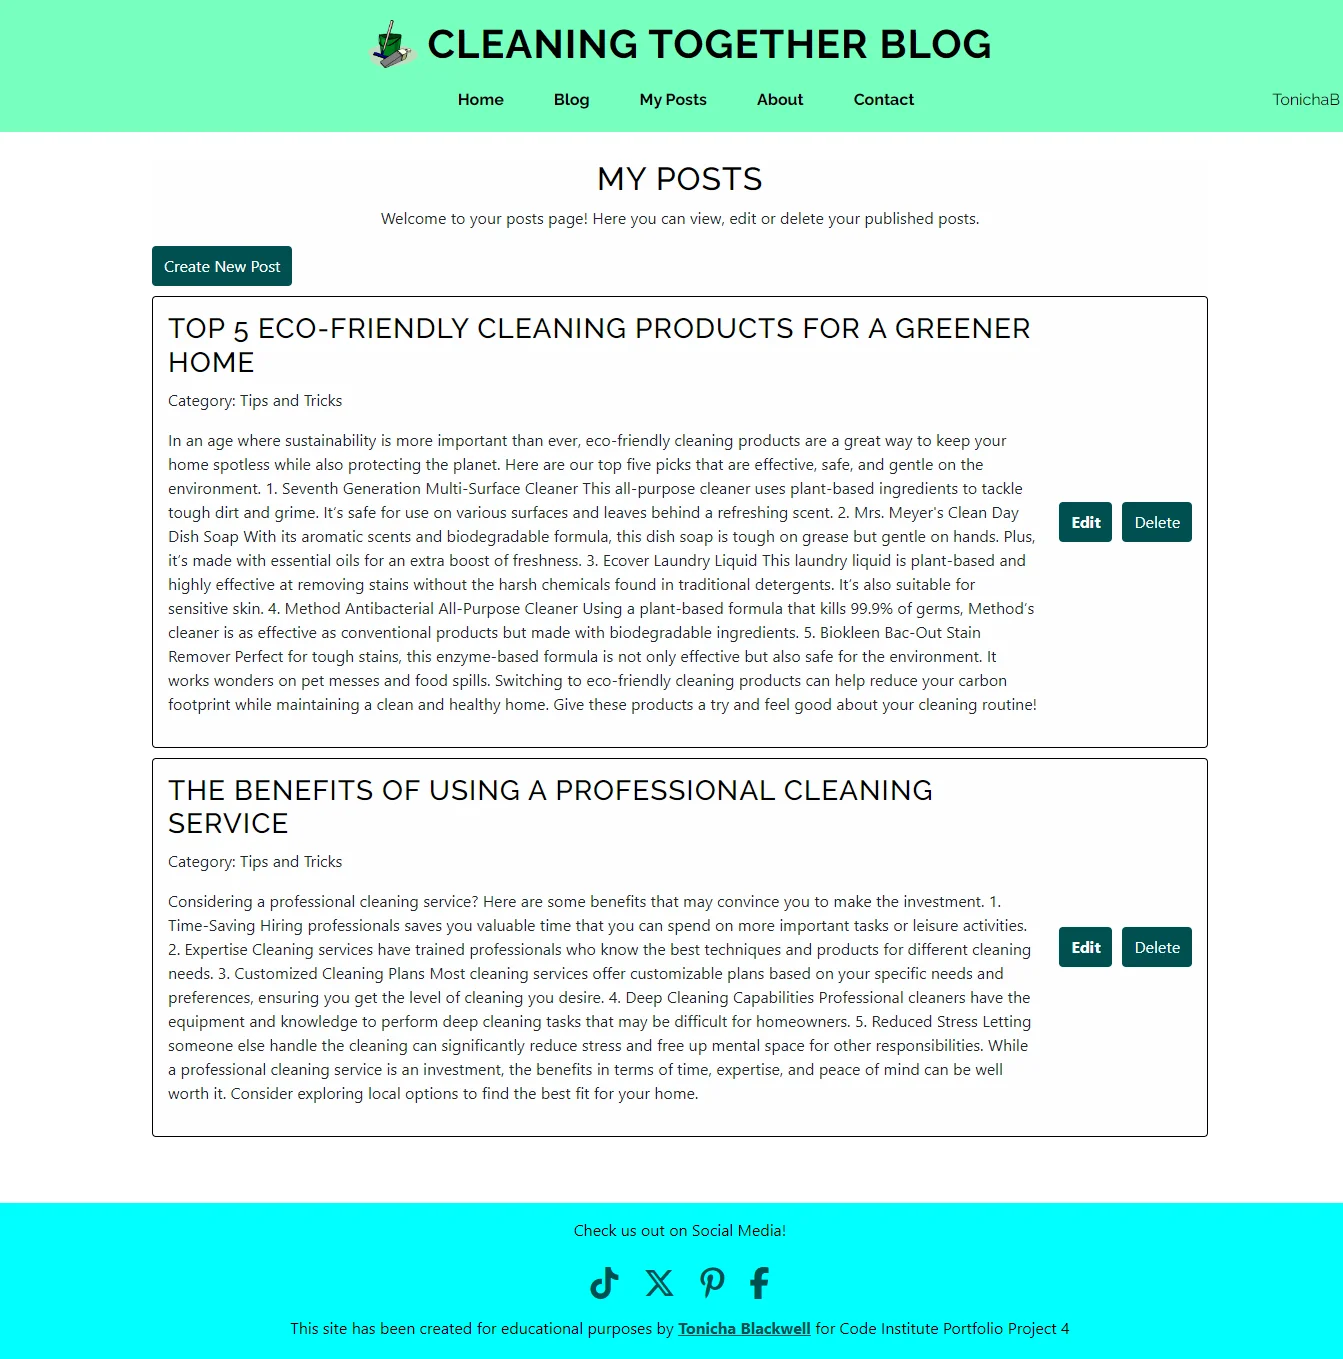 CLEANING TOGETHER BLOG
Home Blog My Posts About Contact TonichaB
MY POSTS
Welcome to your posts page! Here you can view, edit or delete your published posts.
Create New Post
TOP 5 ECO-FRIENDLY CLEANING PRODUCTS FOR A GREENER
HOME
Category: Tips and Tricks
In an age where sustainability is more important than ever, eco-friendly cleaning products are a great way to keep your
home spotless while also protecting the planet. Here are our top five picks that are effective, safe, and gentle on the
environment. 1. Seventh Generation Multi-Surface Cleaner This all-purpose cleaner uses plant-based ingredients to tackle
tough dirt and grime. It’s safe for use on various surfaces and leaves behind a refreshing scent. 2. Mrs. Meyer's Clean Day
Dish Soap With its aromatic scents and biodegradable formula, this dish soap is tough on grease but gentle on hands. Plus,
it’s made with essential oils for an extra boost of freshness. 3. Ecover Laundry Liquid This laundry liquid is plant-based and
highly effective at removing stains without the harsh chemicals found in traditional detergents. It’s also suitable for
sensitive skin. 4. Method Antibacterial All-Purpose Cleaner Using a plant-based formula that kills 99.9% of germs, Method’s
cleaner is as effective as conventional products but made with biodegradable ingredients. 5. Biokleen Bac-Out Stain
Remover Perfect for tough stains, this enzyme-based formula is not only effective but also safe for the environment. It
works wonders on pet messes and food spills. Switching to eco-friendly cleaning products can help reduce your carbon
footprint while maintaining a clean and healthy home. Give these products a try and feel good about your cleaning routine!
Edit Delete
THE BENEFITS OF USING A PROFESSIONAL CLEANING
SERVICE
Category: Tips and Tricks
Considering a professional cleaning service? Here are some benefits that may convince you to make the investment. 1.
Time-Saving Hiring professionals saves you valuable time that you can spend on more important tasks or leisure activities.
2. Expertise Cleaning services have trained professionals who know the best techniques and products for different cleaning
needs. 3. Customized Cleaning Plans Most cleaning services offer customizable plans based on your specific needs and
preferences, ensuring you get the level of cleaning you desire. 4. Deep Cleaning Capabilities Professional cleaners have the
equipment and knowledge to perform deep cleaning tasks that may be difficult for homeowners. 5. Reduced Stress Letting
someone else handle the cleaning can significantly reduce stress and free up mental space for other responsibilities. While
a professional cleaning service is an investment, the benefits in terms of time, expertise, and peace of mind can be well
worth it. Consider exploring local options to find the best fit for your home.
Edit Delete
Check us out on Social Media!
This site has been created for educational purposes by Tonicha Blackwell for Code Institute Portfolio Project 4